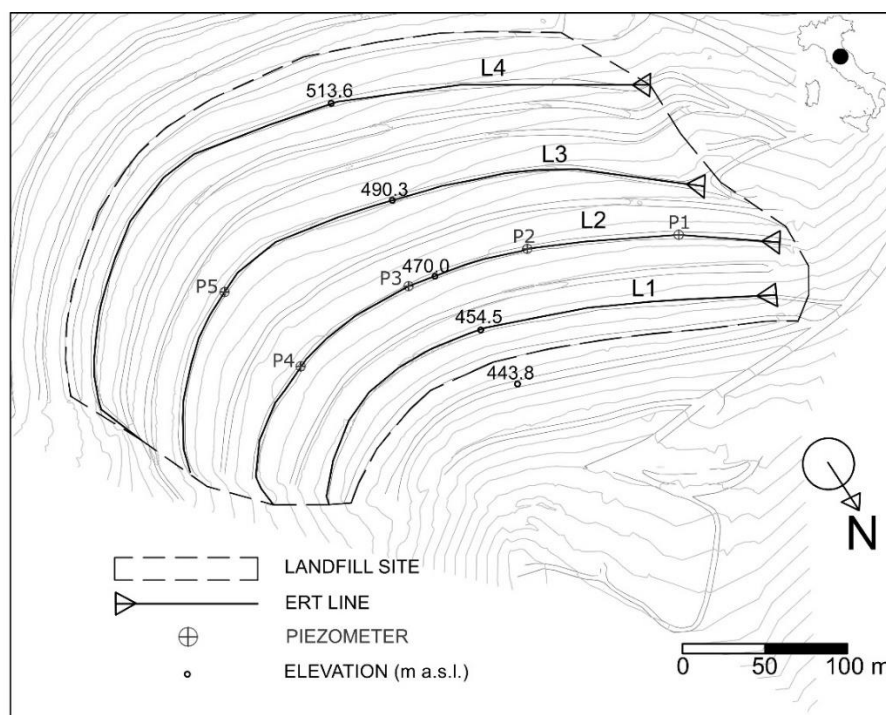 L4
513.6
L3
490.3
L2
P1
P2
P3
470.0
P5
L1
454.5
P4
443.8
N
LANDFILL SITE
ERT LINE
PIEZOMETER
ELEVATION (m a.s.l.)
0 50 100 m